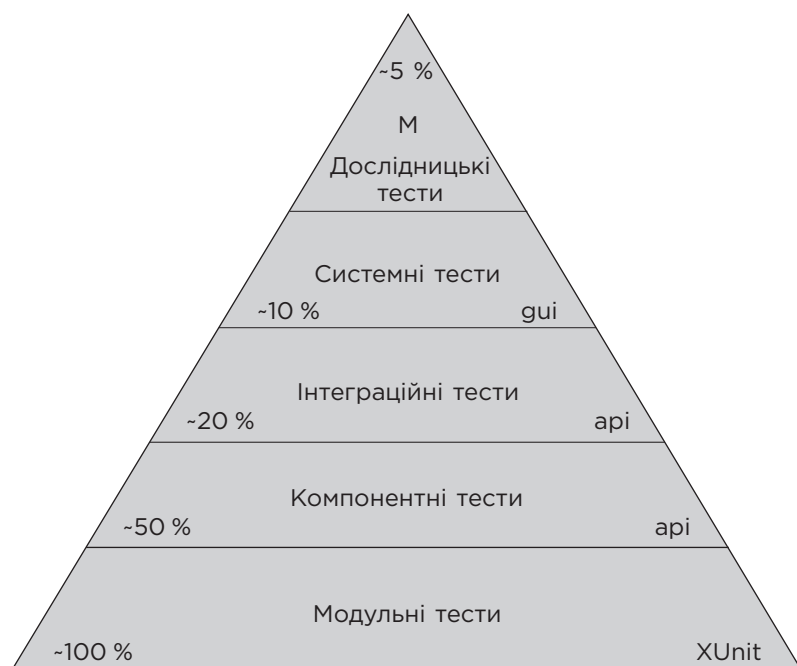 ~5 %
М
Дослідницькі
тести
Системні тести
~10 % gui
Інтеграційні тести
~20 % api
Компонентні тести
~50 % api
Модульні тести
~100 % XUnit